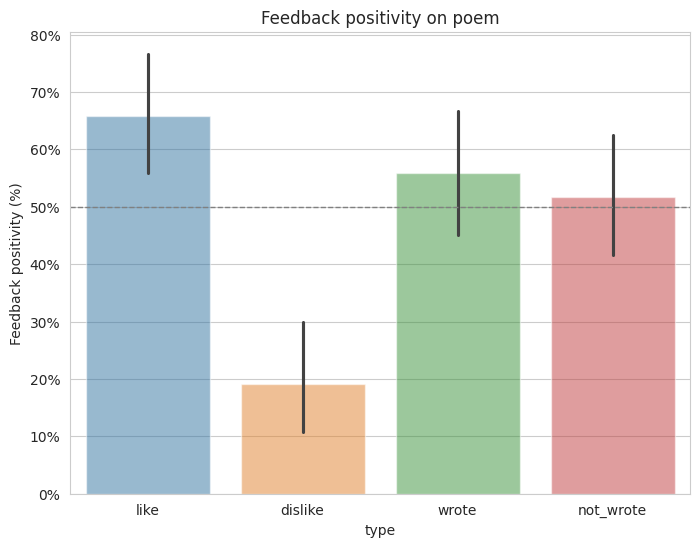 Feedback positivity on poem
80%
70%
60%
50%
40%
30%
20%
10%
0%
Feedback positivity (%)
like dislike wrote not_wrote
type